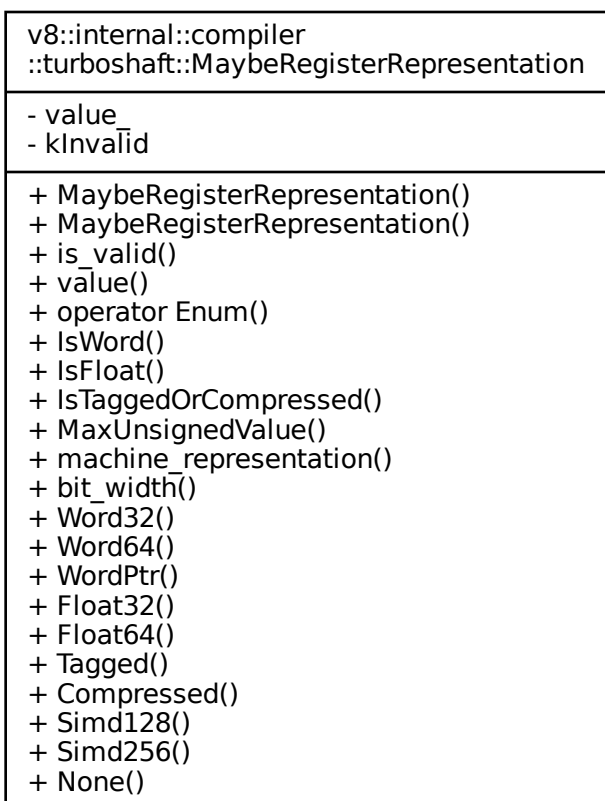 v8::internal::compiler
::turboshaft::MaybeRegisterRepresentation
- value_
- kInvalid
+ MaybeRegisterRepresentation()
+ MaybeRegisterRepresentation()
+ is_valid()
+ value()
+ operator Enum()
+ IsWord()
+ IsFloat()
+ IsTaggedOrCompressed()
+ MaxUnsignedValue()
+ machine_representation()
+ bit_width()
+ Word32()
+ Word64()
+ WordPtr()
+ Float32()
+ Float64()
+ Tagged()
+ Compressed()
+ Simd128()
+ Simd256()
+ None()